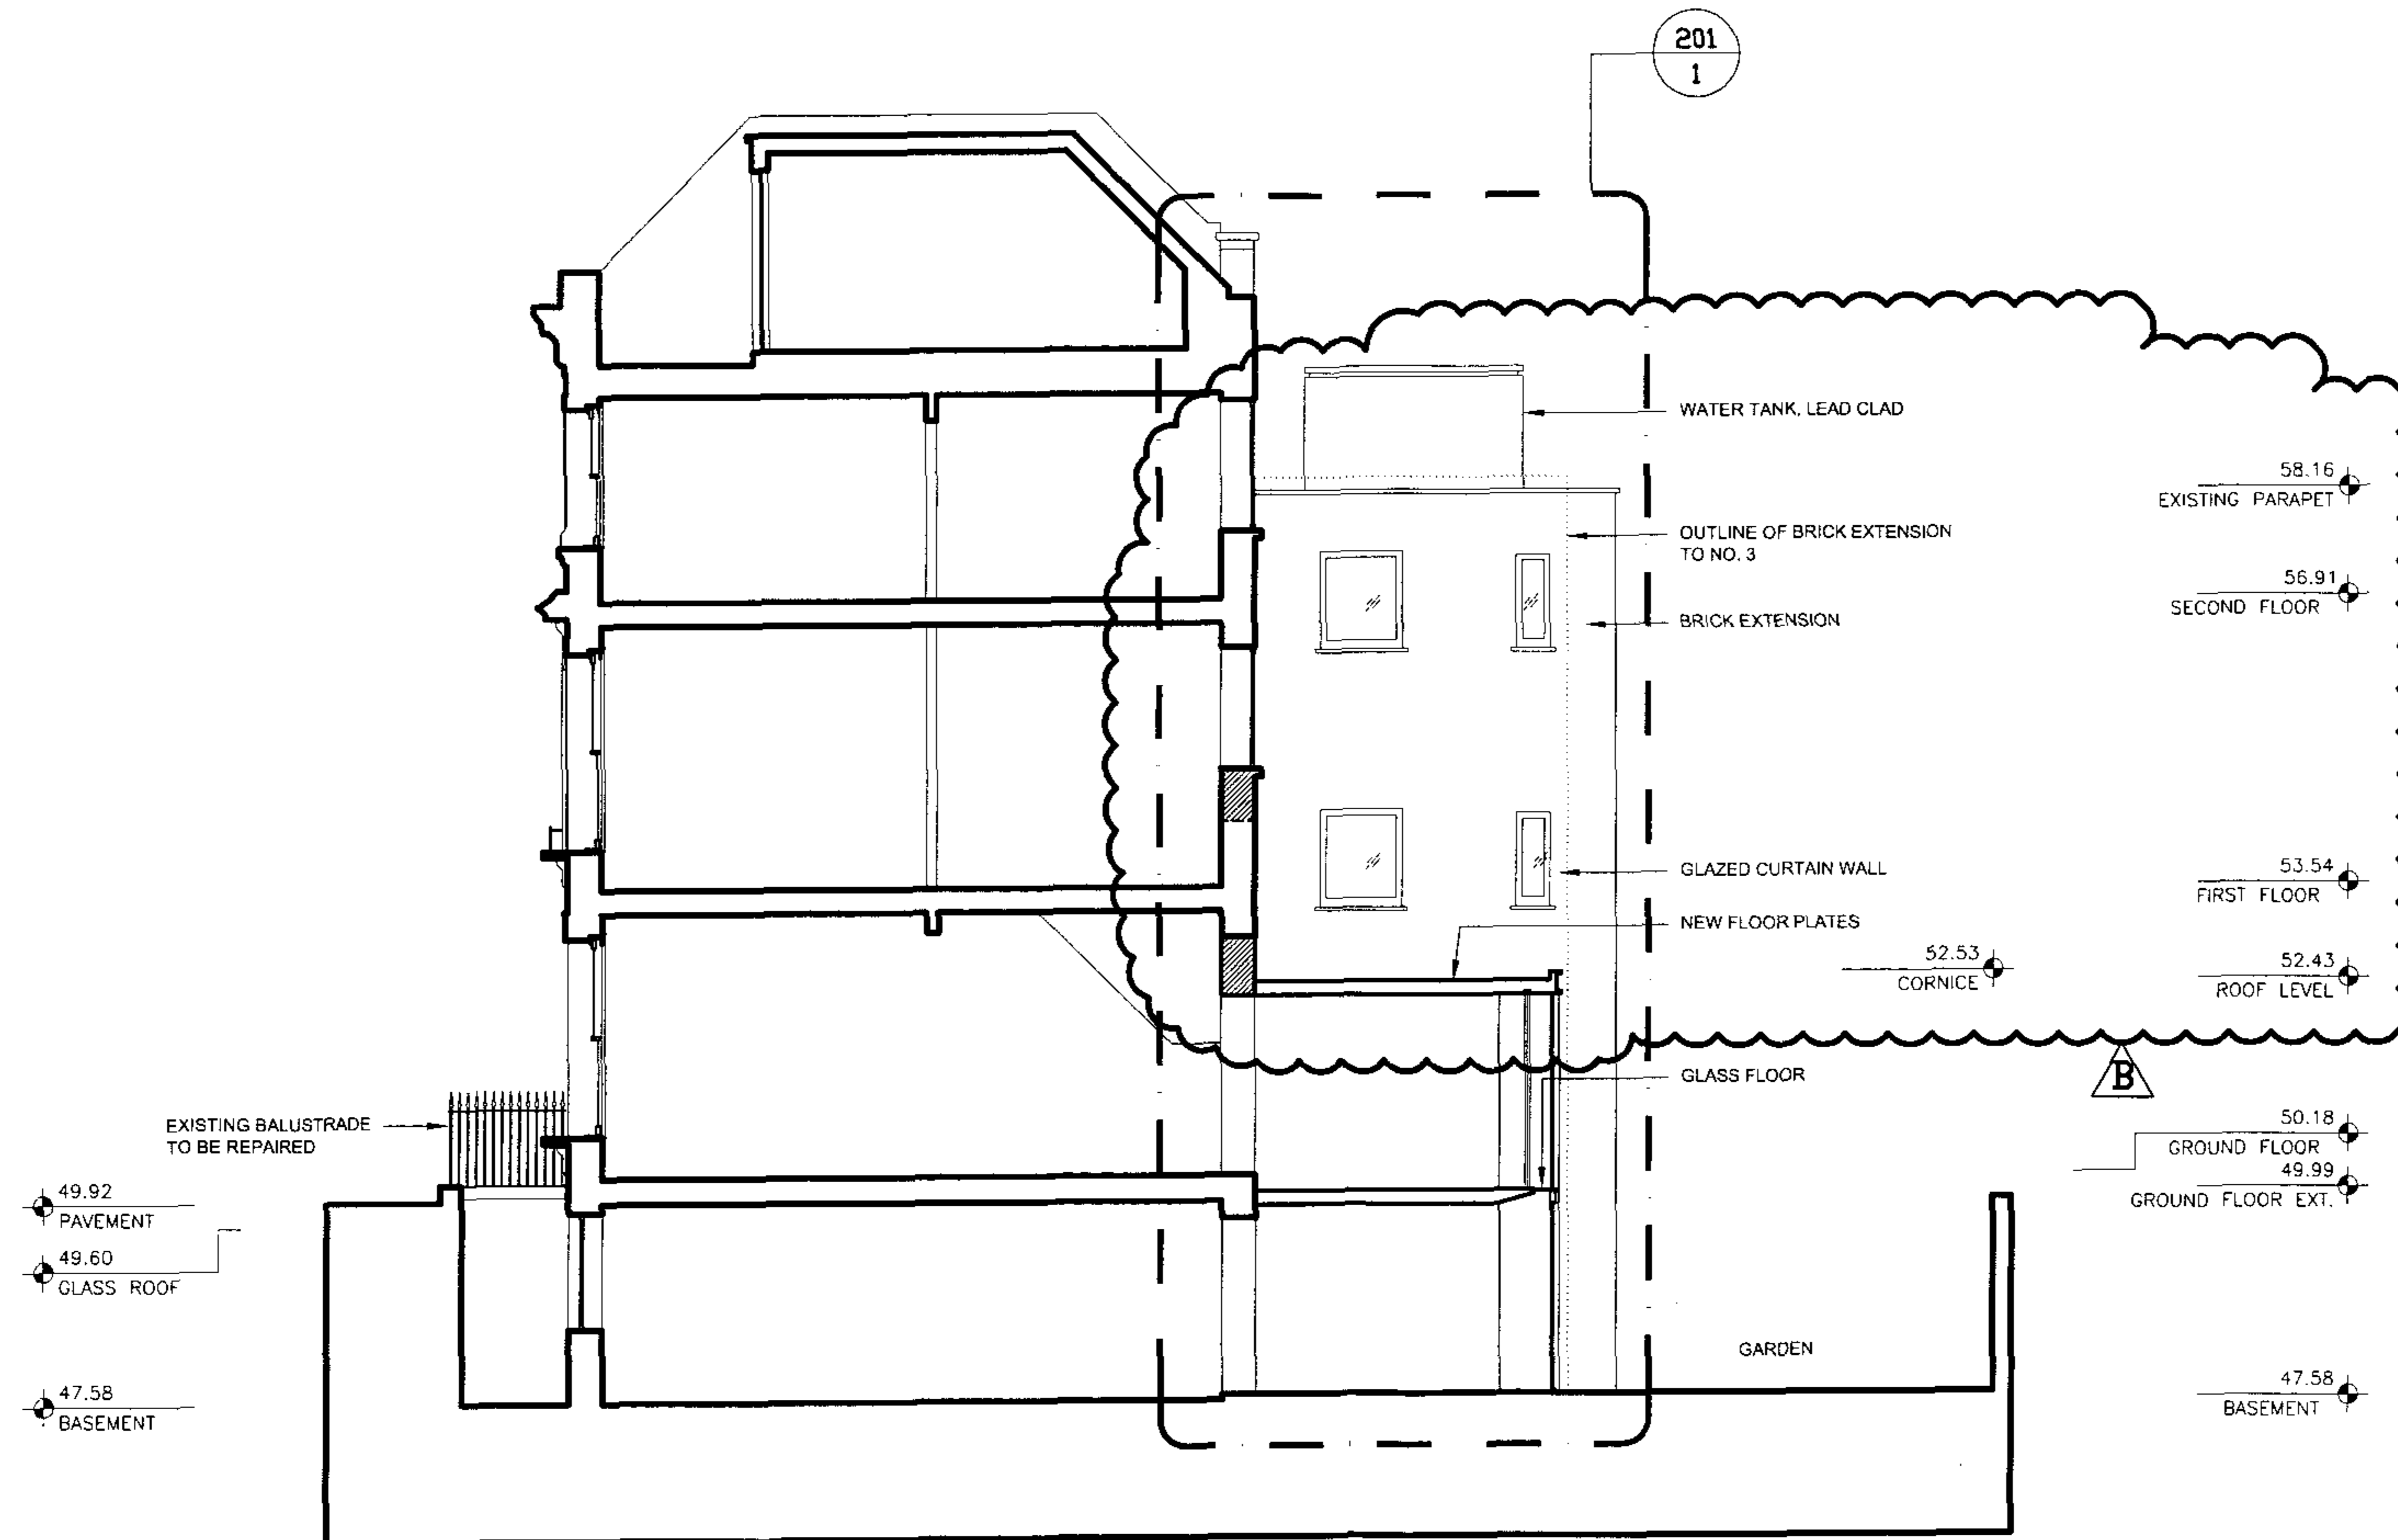 201
1
WATER TANK, LEAD CLAD
58.16
EXISTING PARAPET
OUTLINE OF BRICK EXTENSION
TO NO. 3
56.91
SECOND FLOOR
BRICK EXTENSION
GLAZED CURTAIN WALL
53.54
FIRST FLOOR
NEW FLOOR PLATES
52.53
CORNICE
52.43
ROOF LEVEL
GLASS FLOOR
B
EXISTING BALUSTRADE
TO BE REPAIRED
50.18
GROUND FLOOR
49.99
GROUND FLOOR EXT.
49.92
PAVEMENT
49.60
GLASS ROOF
GARDEN
47.58
BASEMENT
47.58
BASEMENT